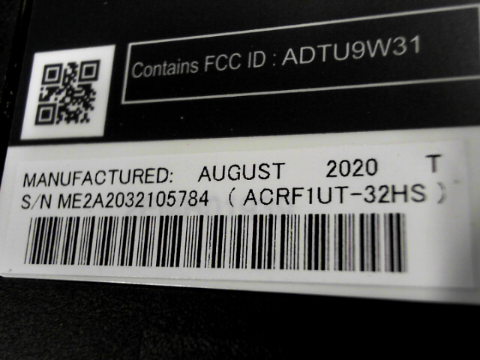 Contains FCC ID : ADTU9W31
MANUFACTURED: AUGUST 2020 T
S/N ME2A2032105784 ( ACRF1UT-32HS )